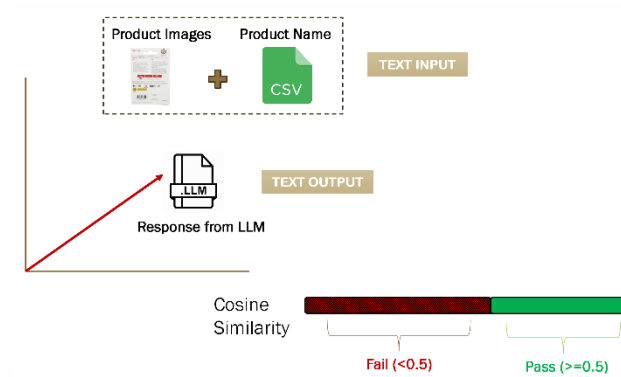 Product Images
Product Name
CSV
TEXT INPUT
.LLM
TEXT OUTPUT
Response from LLM
Cosine
Similarity
Fail (<0.5)
Pass (>=0.5)